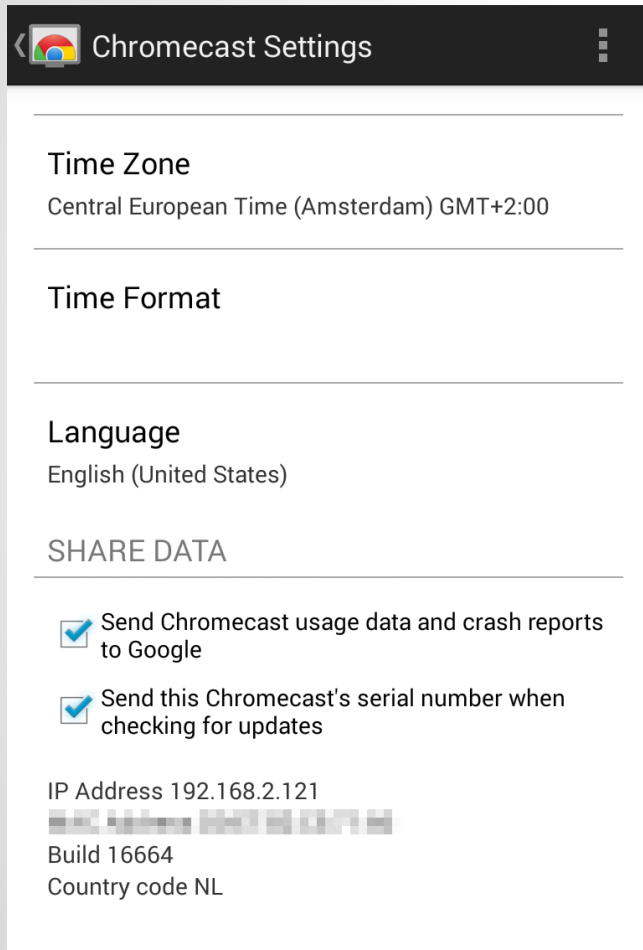 Chromecast Settings
Time Zone
Central European Time (Amsterdam) GMT+2:00
Time Format
Language
English (United States)
SHARE DATA
Send Chromecast usage data and crash reports
to Google
Send this Chromecast's serial number when
checking for updates
IP Address 192.168.2.121
Build 16664
Country code NL